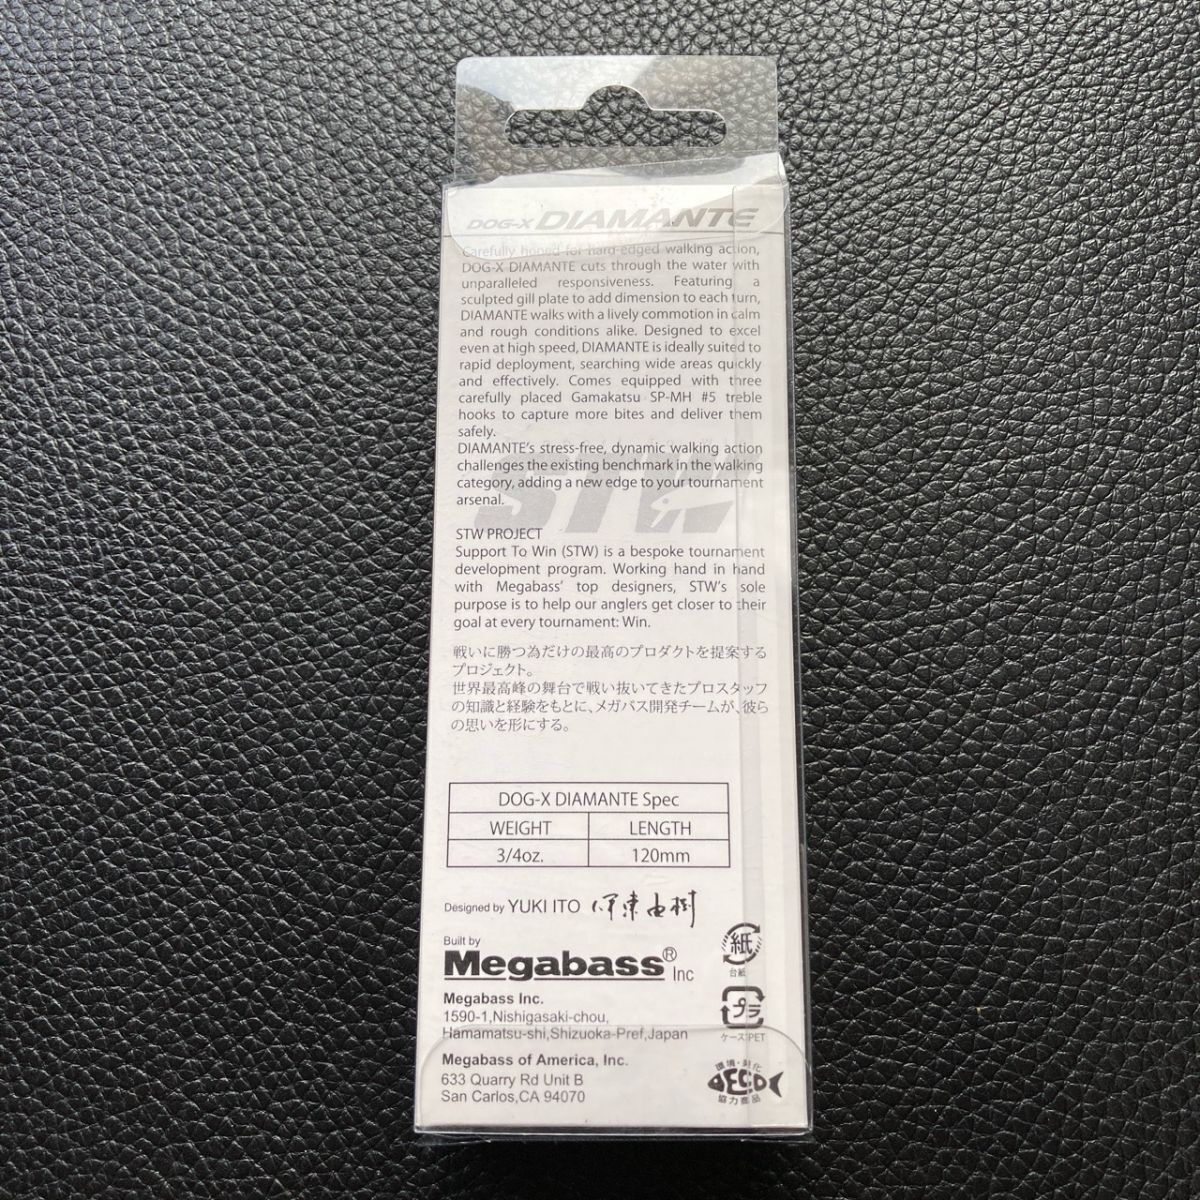 DOG-X DIAMANTE
Carefully honed for hard-edged walking action,
DOG-X DIAMANTE cuts through the water with
unparalleled responsiveness. Featuring a
sculpted gill plate to add dimension to each turn,
DIAMANTE walks with a lively commotion in calm
and rough conditions alike. Designed to excel
even at high speed, DIAMANTE is ideally suited to
rapid deployment, searching wide areas quickly
and effectively. Comes equipped with three
carefully placed Gamakatsu SP-MH #5 treble
hooks to capture more bites and deliver them
safely.
DIAMANTE's stress-free, dynamic walking action
challenges the existing benchmark in the walking
category, adding a new edge to your tournament
arsenal.
STW
STW PROJECT
Support To Win (STW) is a bespoke tournament
development program. Working hand in hand
with Megabass' top designers, STW's sole
purpose is to help our anglers get closer to their
goal at every tournament: Win.
戦いに勝つ為だけの最高のプロダクトを提案する
プロジェクト。
世界最高峰の舞台で戦い抜いてきたプロスタッフ
の知識と経験をもとに、メガバス開発チームが、彼ら
の思いを形にする。
DOG-X DIAMANTE Spec
WEIGHT LENGTH
3/4oz. 120mm
Designed by YUKI ITO 伊東由樹
Built by
Megabass® Inc
Megabass Inc.
1590-1,Nishigasaki-chou,
Hamamatsu-shi,Shizuoka-Pref,Japan
Megabass of America, Inc.
633 Quarry Rd Unit B
San Carlos,CA 94070
紙
台紙
プラ
ケース:PET
環境・
ECO
協力商品